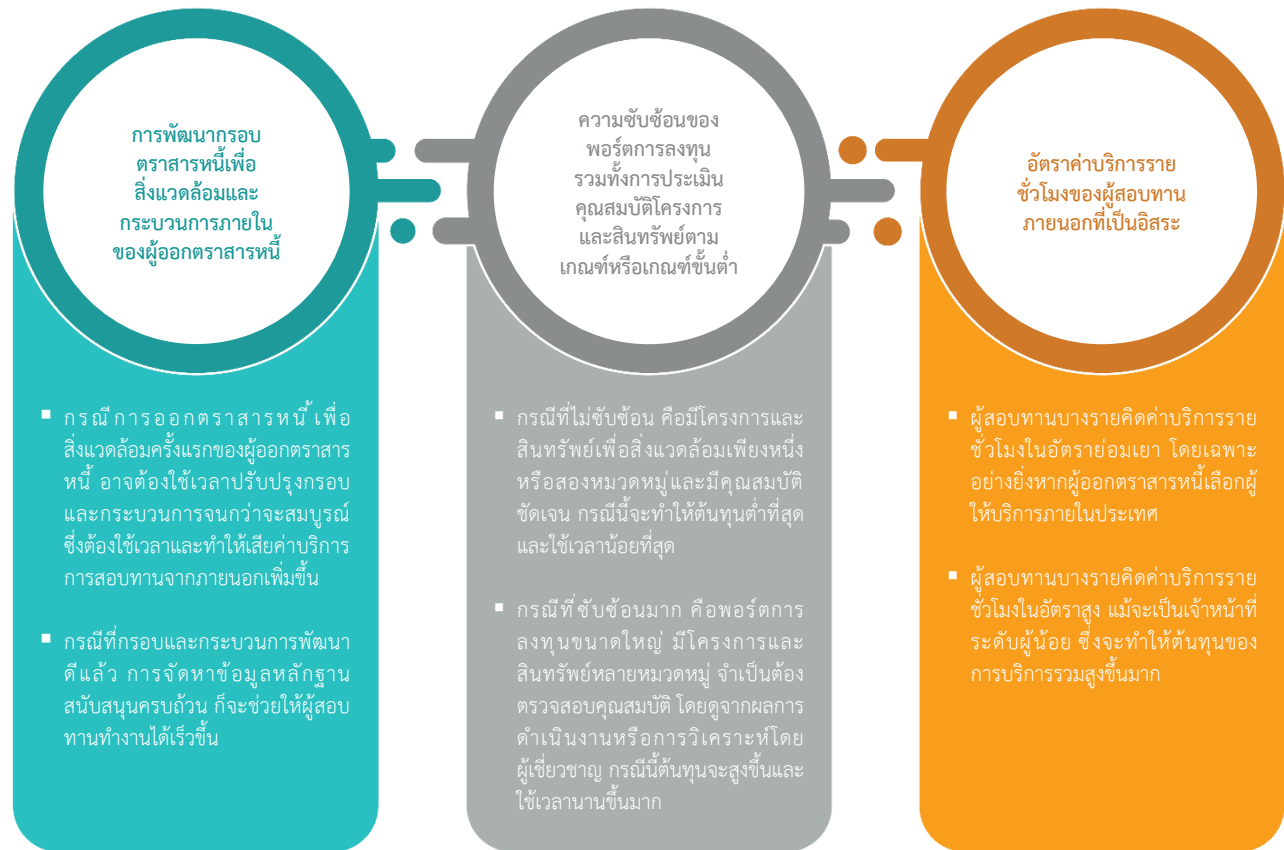 การพัฒนากรอบ
ตราสารหนี้เพื่อ
สิ่งแวดล้อมและ
กระบวนการภายใน
ของผู้ออกตราสารหนี้
กรณีการออกตราสารหนี้เพื่อ
สิ่งแวดล้อมครั้งแรกของผู้ออกตราสาร
หนี้ อาจต้องใช้เวลาปรับปรุงกรอบ
และกระบวนการจนกว่าจะสมบูรณ์
ซึ่งต้องใช้เวลาและทำให้เสียค่าบริการ
การสอบทานจากภายนอกเพิ่มขึ้น
กรณีที่กรอบและกระบวนการพัฒนา
ดีแล้ว การจัดหาข้อมูลหลักฐาน
สนับสนุนครบถ้วน ก็จะช่วยให้ผู้สอบ
ทานทำงานได้เร็วขึ้น
ความซับซ้อนของ
พอร์ตการลงทุน
รวมทั้งการประเมิน
คุณสมบัติโครงการ
และสินทรัพย์ตาม
เกณฑ์หรือเกณฑ์ขั้นต่ำ
กรณีที่ไม่ซับซ้อน คือมีโครงการและ
สินทรัพย์เพื่อสิ่งแวดล้อมเพียงหนึ่ง
หรือสองหมวดหมู่และมีคุณสมบัติ
ชัดเจน กรณีนี้จะทำให้ต้นทุนต่ำที่สุด
และใช้เวลาน้อยที่สุด
กรณีที่ซับซ้อนมาก คือพอร์ตการ
ลงทุนขนาดใหญ่ มีโครงการและ
สินทรัพย์หลายหมวดหมู่ จำเป็นต้อง
ตรวจสอบคุณสมบัติ โดยดูจากผลการ
ดำเนินงานหรือการวิเคราะห์โดย
ผู้เชี่ยวชาญ กรณีนี้ต้นทุนจะสูงขึ้นและ
ใช้เวลานานขึ้นมาก
อัตราค่าบริการราย
ชั่วโมงของผู้สอบทาน
ภายนอกที่เป็นอิสระ
ผู้สอบทานบางรายคิดค่าบริการราย
ชั่วโมงในอัตราย่อมเยา โดยเฉพาะ
อย่างยิ่งหากผู้ออกตราสารหนี้เลือกผู้
ให้บริการภายในประเทศ
ผู้สอบทานบางรายคิดค่าบริการราย
ชั่วโมงในอัตราสูง แม้จะเป็นเจ้าหน้าที่
ระดับผู้น้อย ซึ่งจะทำให้ต้นทุนของ
การบริการรวมสูงขึ้นมาก